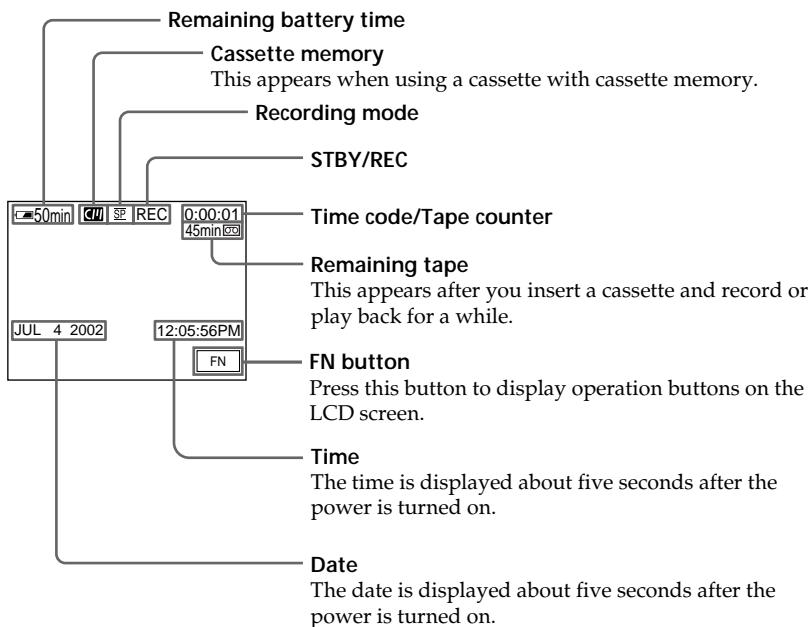 Remaining battery time
Cassette memory
This appears when using a cassette with cassette memory.
Recording mode
STBY/REC
50min CM SP REC 0:00:01
Time code/Tape counter
45min
Remaining tape
This appears after you insert a cassette and record or
play back for a while.
JUL 4 2002 12:05:56PM
FN
FN button
Press this button to display operation buttons on the
LCD screen.
Time
The time is displayed about five seconds after the
power is turned on.
Date
The date is displayed about five seconds after the
power is turned on.